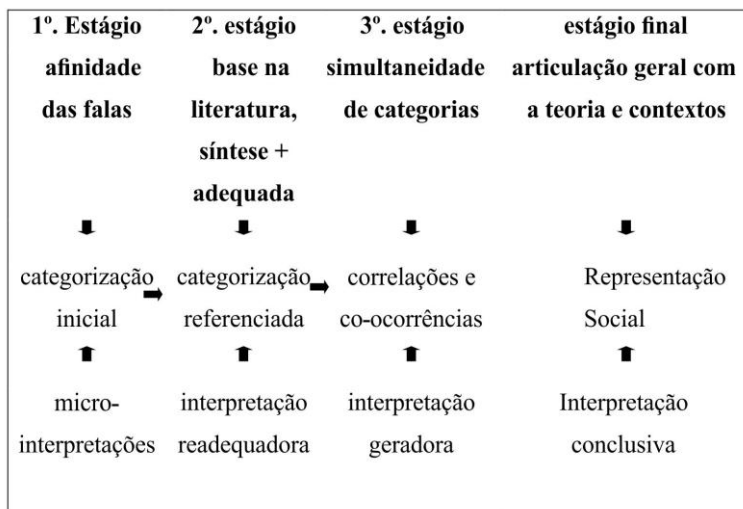 1º. Estágio
afinidade
das falas
2º. estágio
base na
literatura,
síntese +
adequada
3º. estágio
simultaneidade
de categorias
estágio final
articulação geral com
a teoria e contextos
categorização
inicial
categorização
referenciada
correlações e
co-ocorrências
Representação
Social
micro-
interpretações
interpretação
readequadora
interpretação
geradora
Interpretação
conclusiva